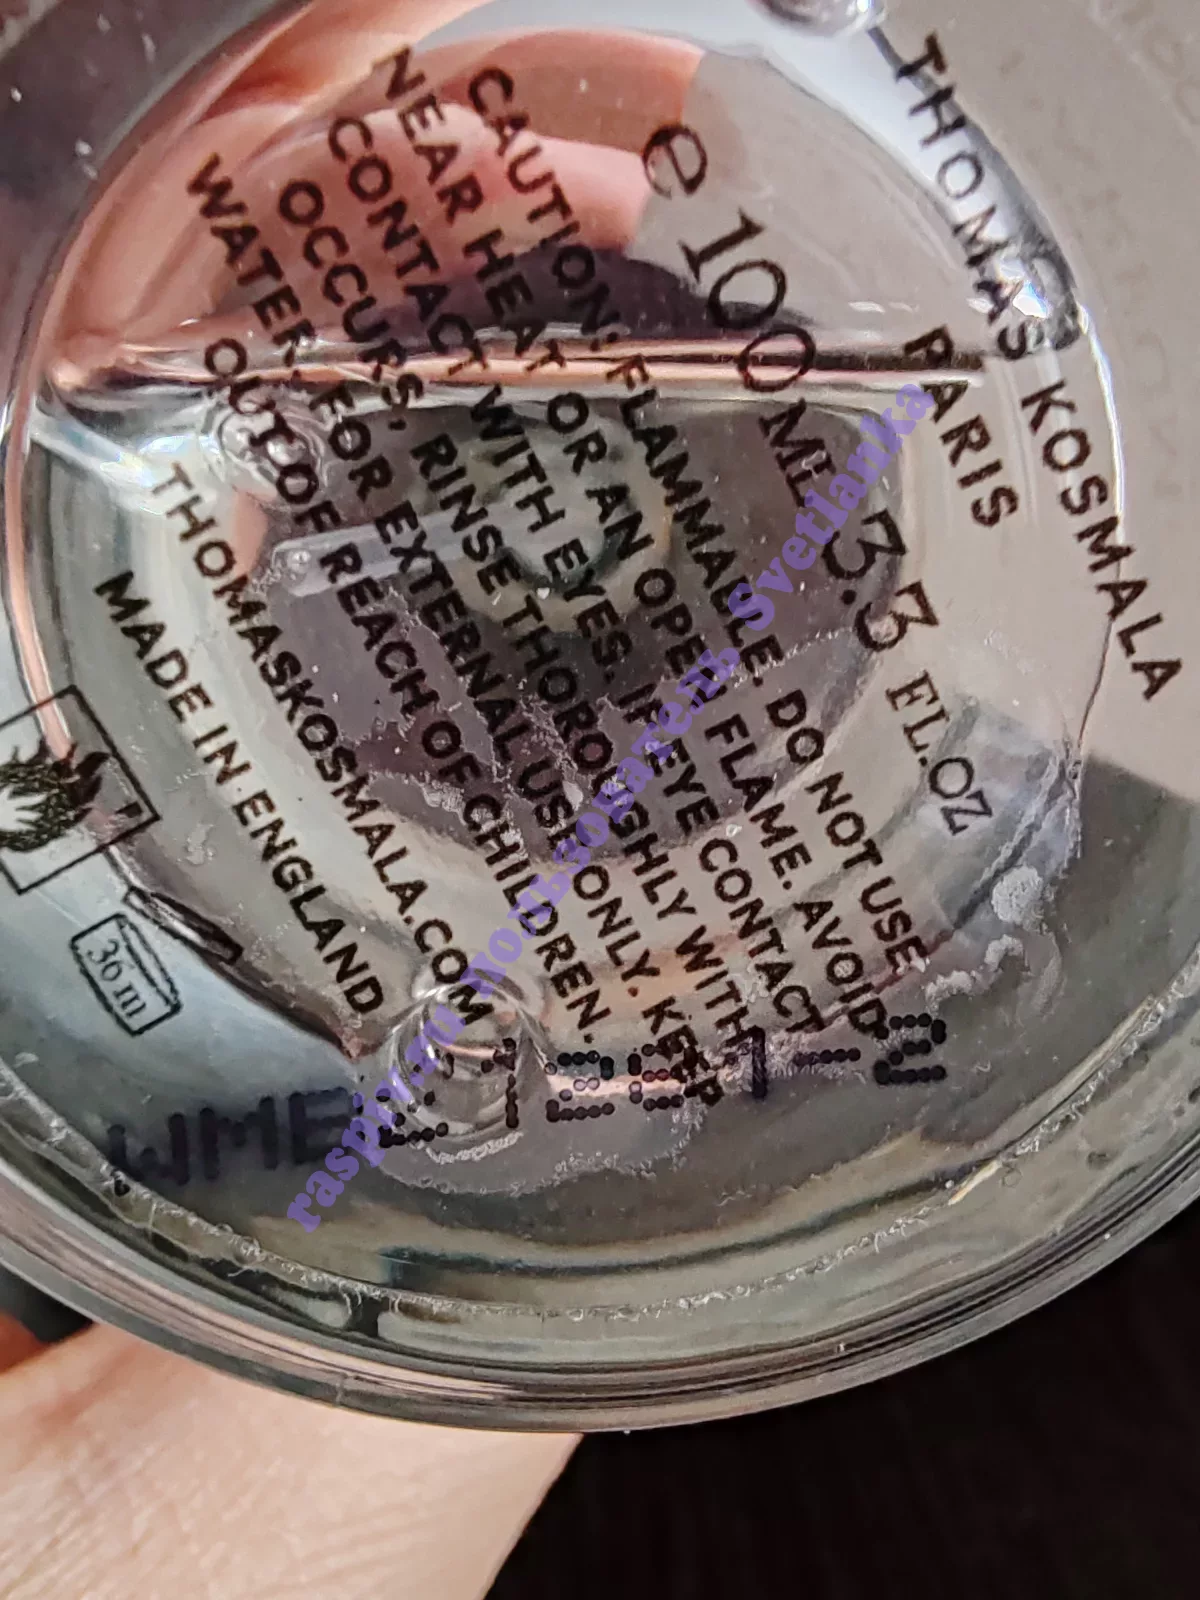 THOMAS KOSMALA
PARIS
e 100 ML 3.3 FL.OZ
CAUTION: FLAMMABLE. DO NOT USE
NEAR HEAT OR AN OPEN FLAME. AVOID
CONTACT WITH EYES. IF EYE CONTACT
OCCURS, RINSE THOROUGHLY WITH
WATER. FOR EXTERNAL USE ONLY. KEEP
OUT OF REACH OF CHILDREN.
THOMASKOSMALA.COM
MADE IN ENGLAND
36 m
raspiv.ru пользователь Svetlanka